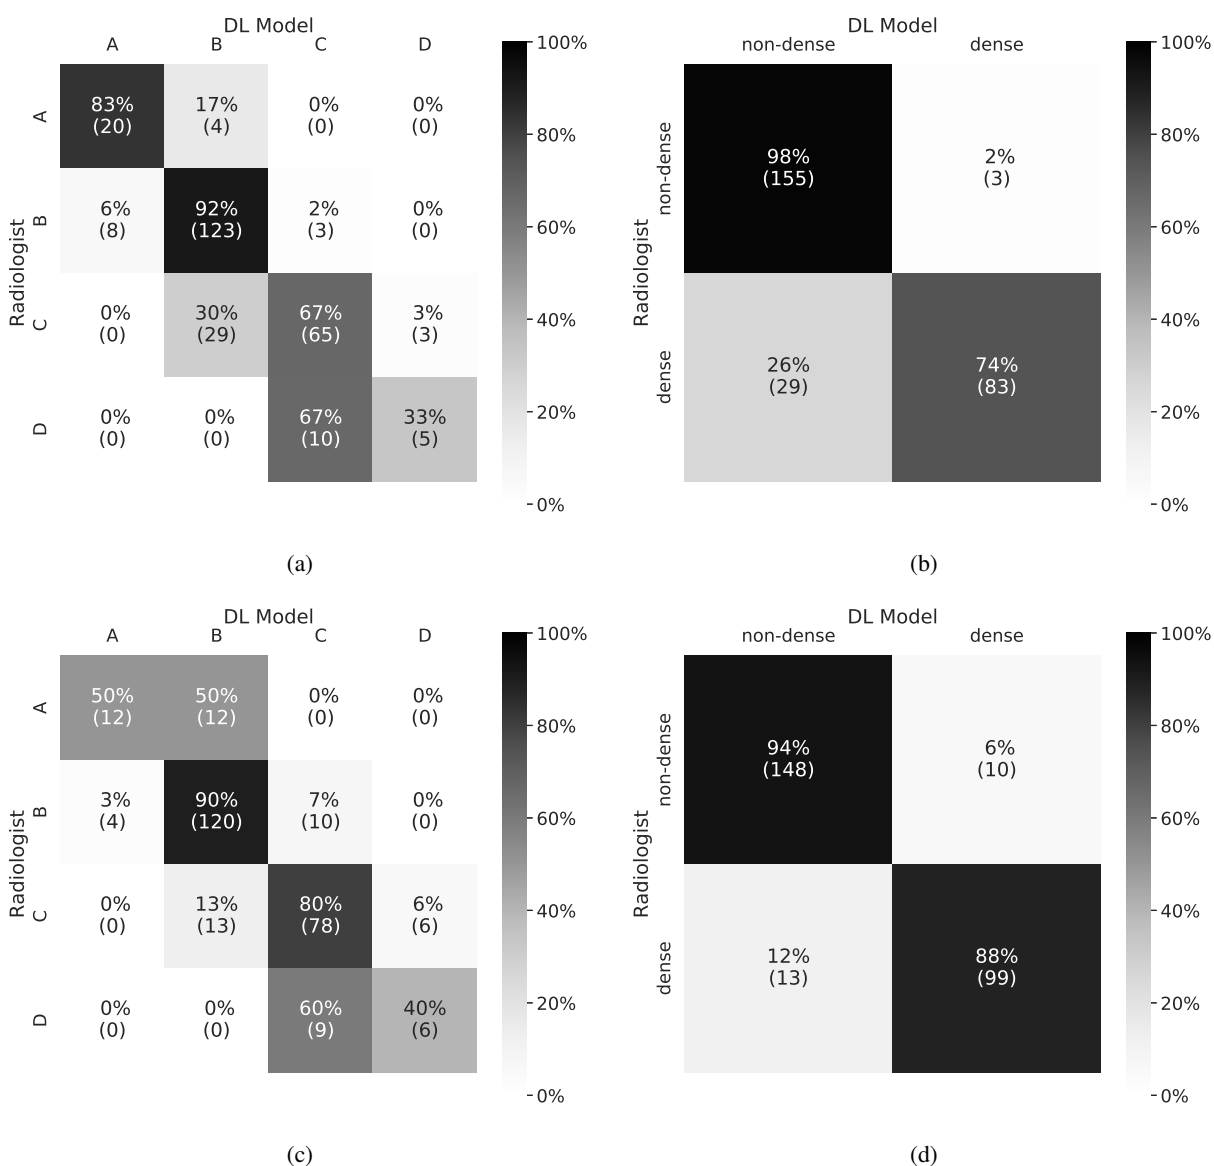 DL Model
A B C D
Radiologist
A
83% 17% 0% 0%
(20) (4) (0) (0)
B
6% 92% 2% 0%
(8) (123) (3) (0)
C
0% 30% 67% 3%
(0) (29) (65) (3)
D
0% 0% 67% 33%
(0) (0) (10) (5)
100%
80%
60%
40%
20%
0%
(a)
DL Model
non-dense dense
Radiologist
non-dense
98% 2%
(155) (3)
dense
26% 74%
(29) (83)
100%
80%
60%
40%
20%
0%
(b)
DL Model
A B C D
Radiologist
A
50% 50% 0% 0%
(12) (12) (0) (0)
B
3% 90% 7% 0%
(4) (120) (10) (0)
C
0% 13% 80% 6%
(0) (13) (78) (6)
D
0% 0% 60% 40%
(0) (0) (9) (6)
100%
80%
60%
40%
20%
0%
(c)
DL Model
non-dense dense
Radiologist
non-dense
94% 6%
(148) (10)
dense
12% 88%
(13) (99)
100%
80%
60%
40%
20%
0%
(d)